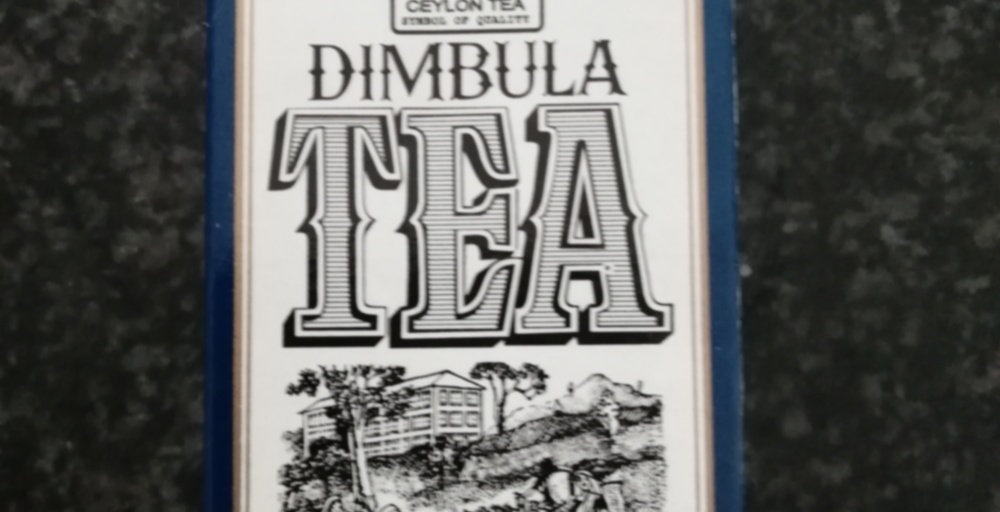 CEYLON TEA
SYMBOL OF QUALITY
DIMBULA
TEA